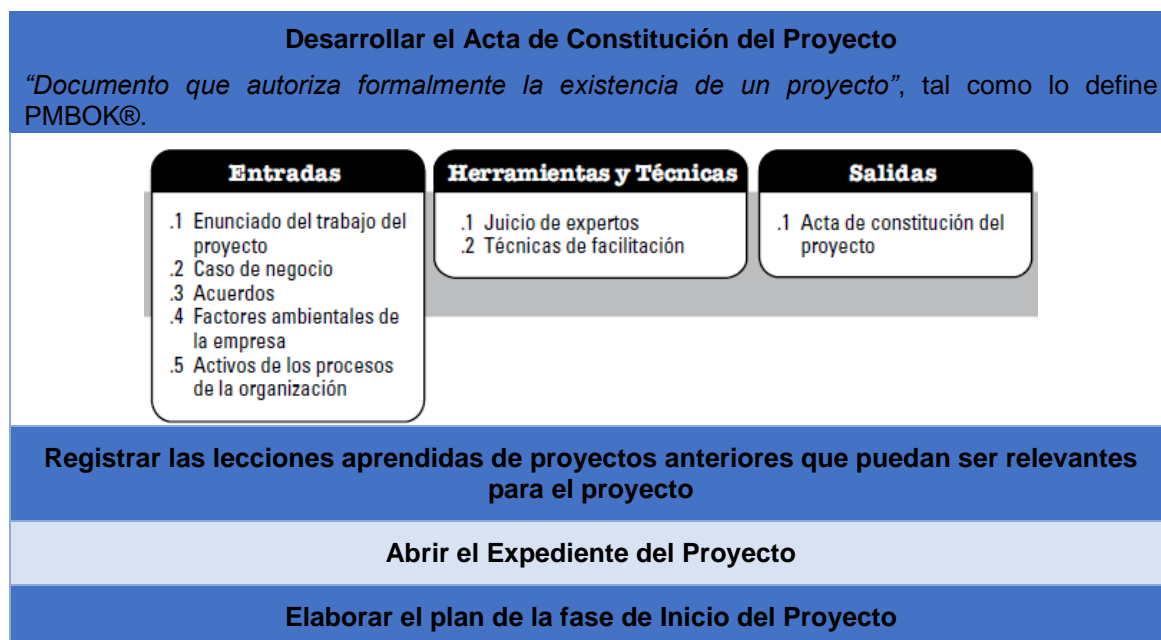 Desarrollar el Acta de Constitución del Proyecto
“Documento que autoriza formalmente la existencia de un proyecto”, tal como lo define
PMBOK®.
Entradas
.1 Enunciado del trabajo del
proyecto
.2 Caso de negocio
.3 Acuerdos
.4 Factores ambientales de
la empresa
.5 Activos de los procesos
de la organización
Herramientas y Técnicas
.1 Juicio de expertos
.2 Técnicas de facilitación
Salidas
.1 Acta de constitución del
proyecto
Registrar las lecciones aprendidas de proyectos anteriores que puedan ser relevantes
para el proyecto
Abrir el Expediente del Proyecto
Elaborar el plan de la fase de Inicio del Proyecto